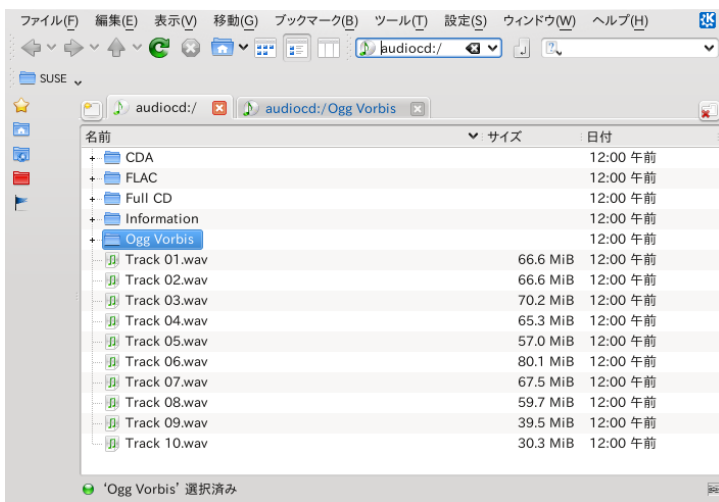 ファイル(F) 編集(E) 表示(V) 移動(G) ブックマーク(B) ツール(T) 設定(S) ウィンドウ(W) ヘルプ(H)
audiocd:/
SUSE
audiocd:/ audiocd:/Ogg Vorbis
名前 サイズ 日付
CDA 12:00 午前
FLAC 12:00 午前
Full CD 12:00 午前
Information 12:00 午前
Ogg Vorbis 12:00 午前
Track 01.wav 66.6 MiB 12:00 午前
Track 02.wav 66.6 MiB 12:00 午前
Track 03.wav 70.2 MiB 12:00 午前
Track 04.wav 65.3 MiB 12:00 午前
Track 05.wav 57.0 MiB 12:00 午前
Track 06.wav 80.1 MiB 12:00 午前
Track 07.wav 67.5 MiB 12:00 午前
Track 08.wav 59.7 MiB 12:00 午前
Track 09.wav 39.5 MiB 12:00 午前
Track 10.wav 30.3 MiB 12:00 午前
‘Ogg Vorbis’ 選択済み